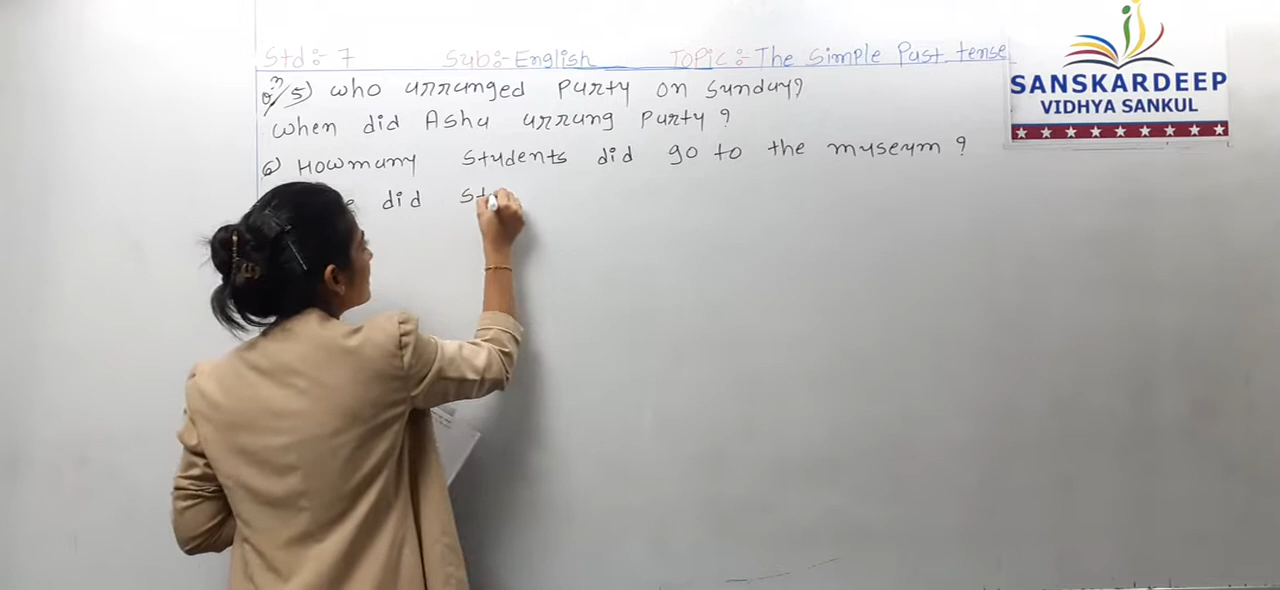 Std:- 7 Sub:- English Topic:- The Simple Past tense
5) Who arranged Party on Sunday?
When did Asha arrang Party?
6) Howmany Students did go to the museum?
did St
SANSKARDEEP
VIDHYA SANKUL